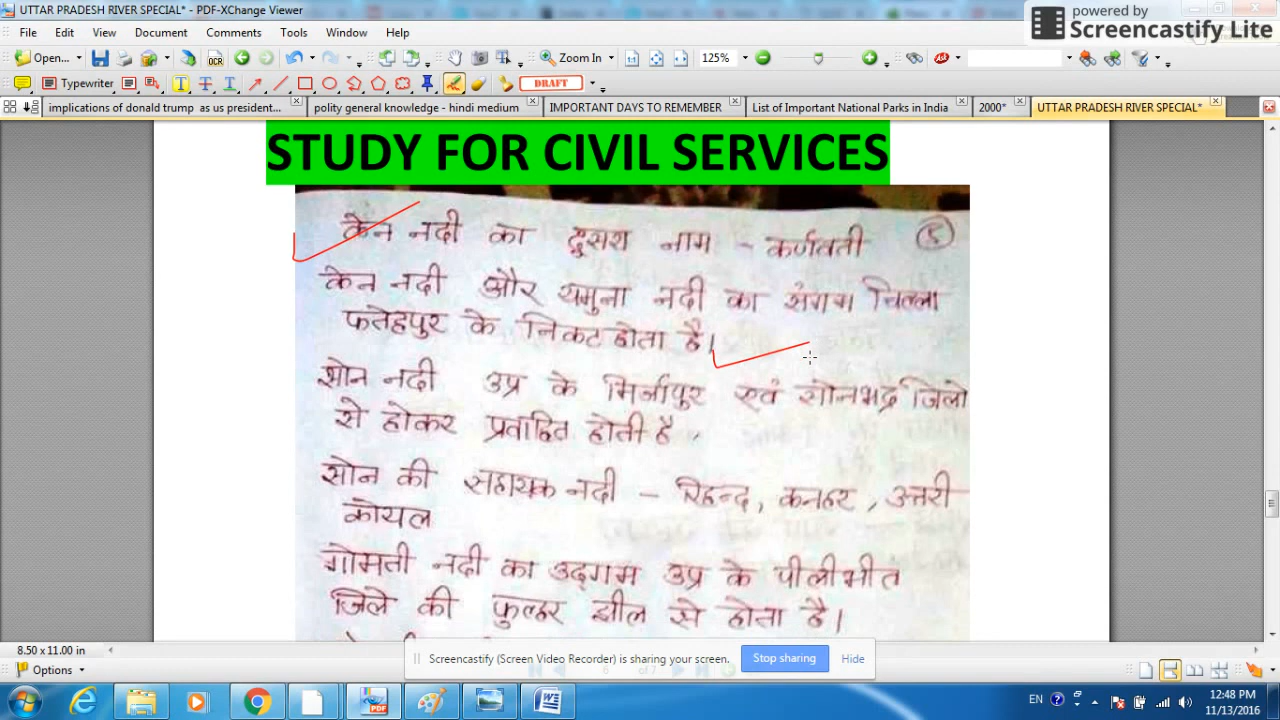 UTTAR PRADESH RIVER SPECIAL* - PDF-XChange Viewer
powered by
Screencastify Lite
File Edit View Document Comments Tools Window Help
Open... OCR Zoom In 125%
Typewriter DRAFT
implications of donald trump as us president... polity general knowledge - hindi medium IMPORTANT DAYS TO REMEMBER List of Important National Parks in India 2000* UTTAR PRADESH RIVER SPECIAL*
STUDY FOR CIVIL SERVICES
केन नदी का दुसरा नाम - कर्णवती
केन नदी और यमुना नदी का संगम चिल्ला
फतेहपुर के निकट होता है।
सोन नदी उप्र के मिर्जापुर एवं सोनभद्र जिलो
से होकर प्रवाहित होती है
सोन की सहायक नदी - रिहन्द, कनहर, उत्तरी
कोयल
गोमती नदी का उद्गम उप्र के पीलीभीत
जिले की फुल्हर झील से होता है।
8.50 x 11.00 in
Screencastify (Screen Video Recorder) is sharing your screen. Stop sharing Hide
Options
EN 12:48 PM
11/13/2016